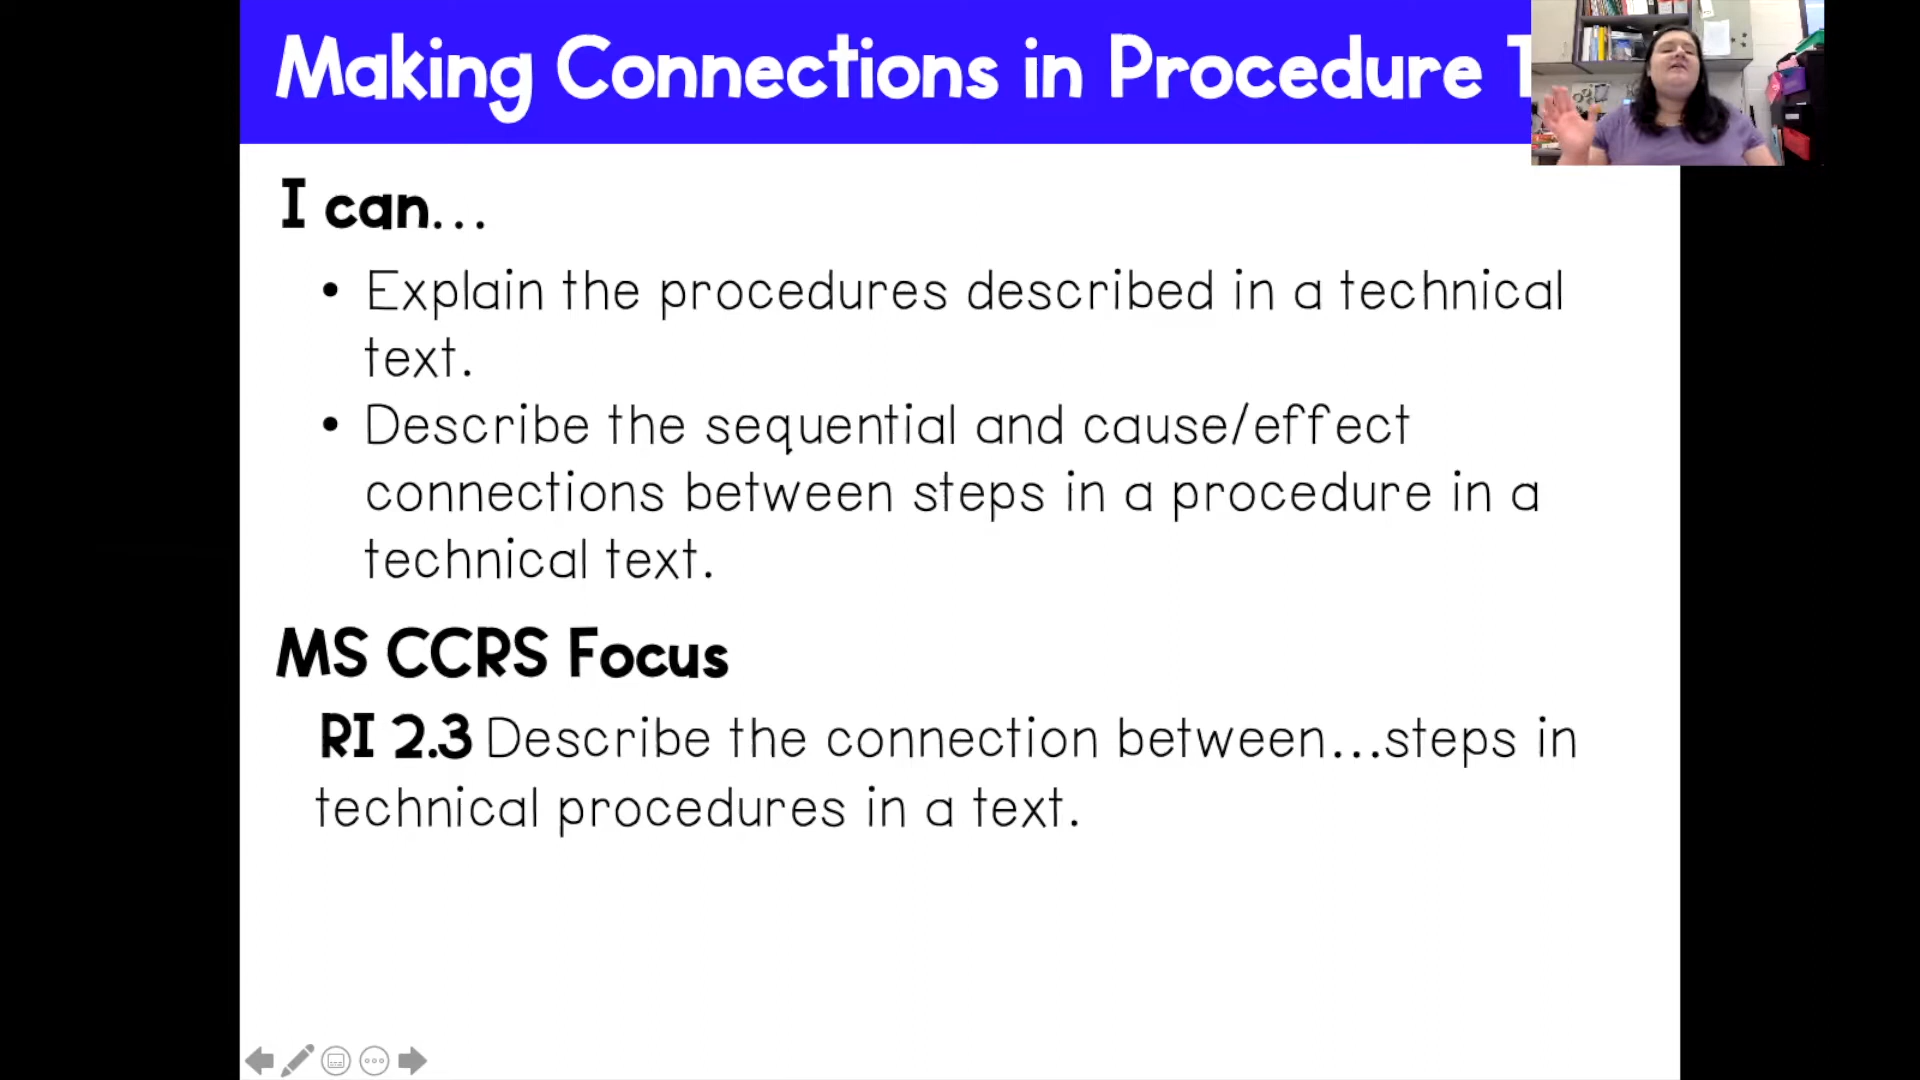 Making Connections in Procedure
I can...
• Explain the procedures described in a technical
text.
• Describe the sequential and cause/effect
connections between steps in a procedure in a
technical text.
MS CCRS Focus
RI 2.3 Describe the connection between...steps in
technical procedures in a text.